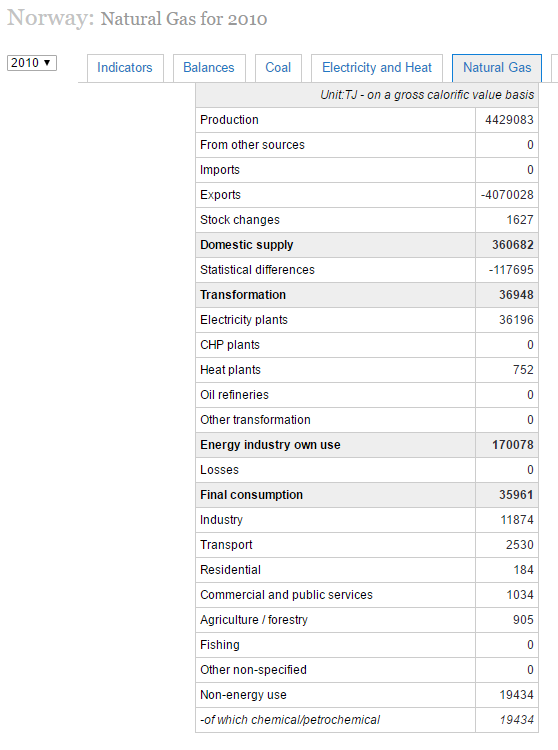 Norway: Natural Gas for 2010
2010 ▼ Indicators Balances Coal Electricity and Heat Natural Gas
Unit:TJ - on a gross calorific value basis
Production 4429083
From other sources 0
Imports 0
Exports -4070028
Stock changes 1627
Domestic supply 360682
Statistical differences -117695
Transformation 36948
Electricity plants 36196
CHP plants 0
Heat plants 752
Oil refineries 0
Other transformation 0
Energy industry own use 170078
Losses 0
Final consumption 35961
Industry 11874
Transport 2530
Residential 184
Commercial and public services 1034
Agriculture / forestry 905
Fishing 0
Other non-specified 0
Non-energy use 19434
-of which chemical/petrochemical 19434